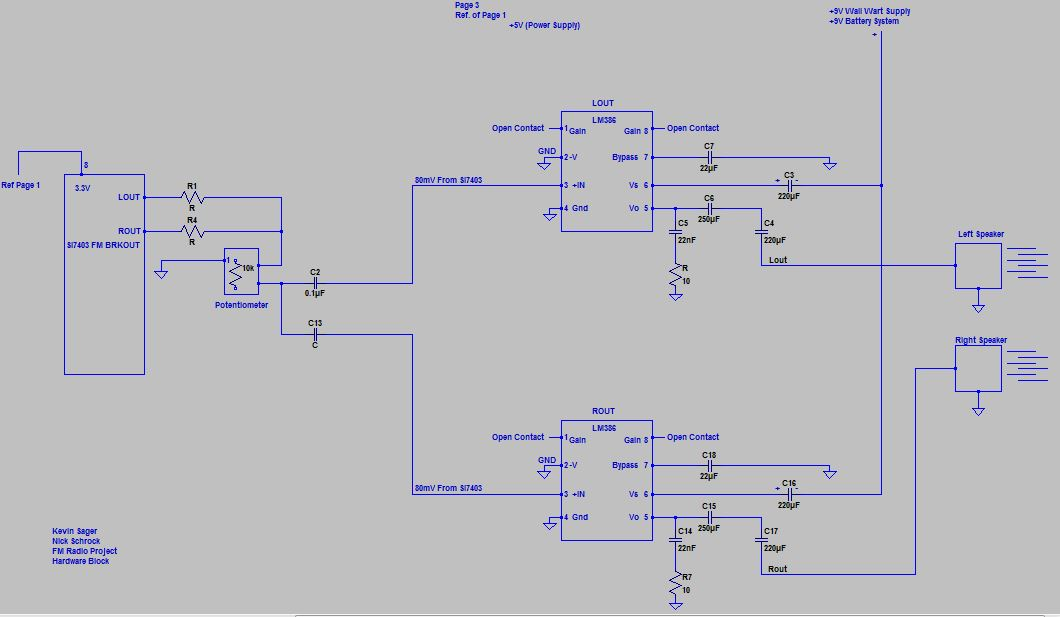 Page 3
Ref. of Page 1
+5V (Power Supply)
+9V Wall Wart Supply
+9V Battery System
+
LOUT
LM386
Open Contact
1 Gain
Gain 8
Open Contact
GND
2 -V
Bypass 7
C7
22µF
80mV From SI7403
3 +IN
Vs 6
+ C3 -
220µF
4 Gnd
Vo 5
C6
250µF
C5
22nF
C4
220µF
R
10
Lout
Left Speaker
8
Ref Page 1
3.3V
LOUT
R1
R
ROUT
R4
R
SI7403 FM BRKOUT
1
10k
Potentiometer
C2
0.1µF
C13
C
Right Speaker
ROUT
LM386
Open Contact
1 Gain
Gain 8
Open Contact
GND
2 -V
Bypass 7
C18
22µF
80mV From SI7403
3 +IN
Vs 6
+ C16 -
220µF
4 Gnd
Vo 5
C15
250µF
C14
22nF
C17
220µF
R7
10
Rout
Kevin Sager
Nick Schrock
FM Radio Project
Hardware Block